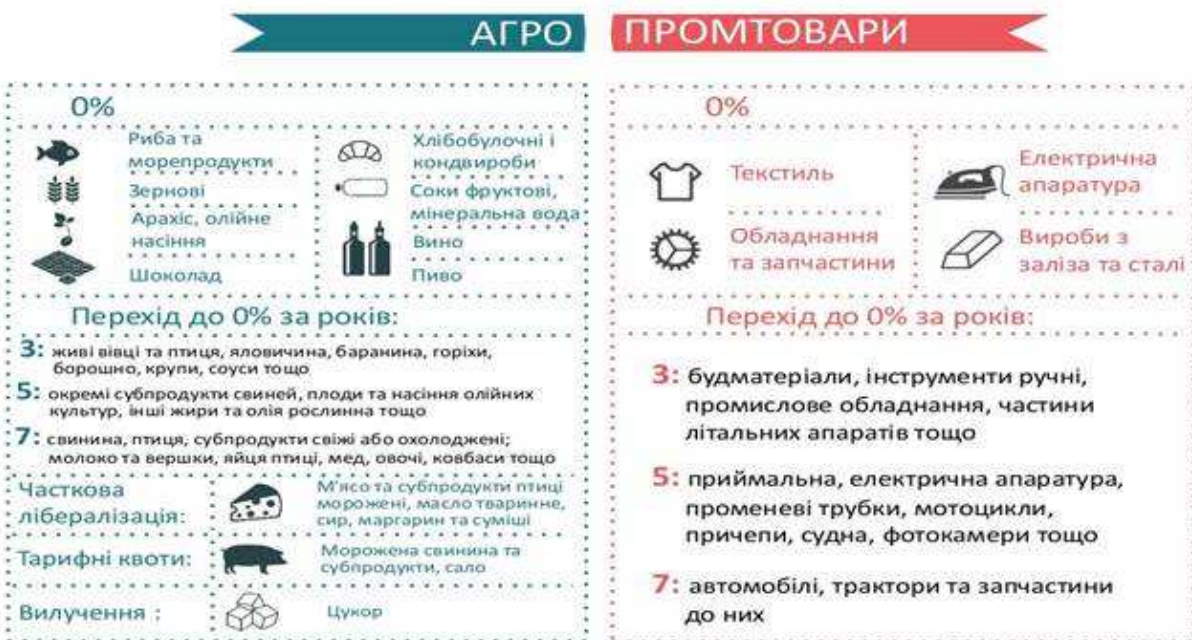 АГРО
ПРОМТОВАРИ
0%
Риба та
морепродукти
Зернові
Арахіс, олійне
насіння
Шоколад
Хлібобулочні і
кондвироби
Соки фруктові,
мінеральна вода
Вино
Пиво
Перехід до 0% за років:
3: живі вівці та птиця, яловичина, баранина, горіхи,
борошно, крупи, соуси тощо
5: окремі субпродукти свиней, плоди та насіння олійних
культур, інші жири та олія рослинна тощо
7: свинина, птиця, субпродукти свіжі або охолоджені;
молоко та вершки, яйця птиці, мед, овочі, ковбаси тощо
Часткова
лібералізація:
М'ясо та субпродукти птиці
морожені, масло тваринне,
сир, маргарин та суміші
Тарифні квоти:
Морожена свинина та
субпродукти, сало
Вилучення :
Цукор
0%
Текстиль
Обладнання
та запчастини
Електрична
апаратура
Вироби з
заліза та сталі
Перехід до 0% за років:
3: будматеріали, інструменти ручні,
промислове обладнання, частини
літальних апаратів тощо
5: приймальна, електрична апаратура,
променеві трубки, мотоцикли,
причепи, судна, фотокамери тощо
7: автомобілі, трактори та запчастини
до них